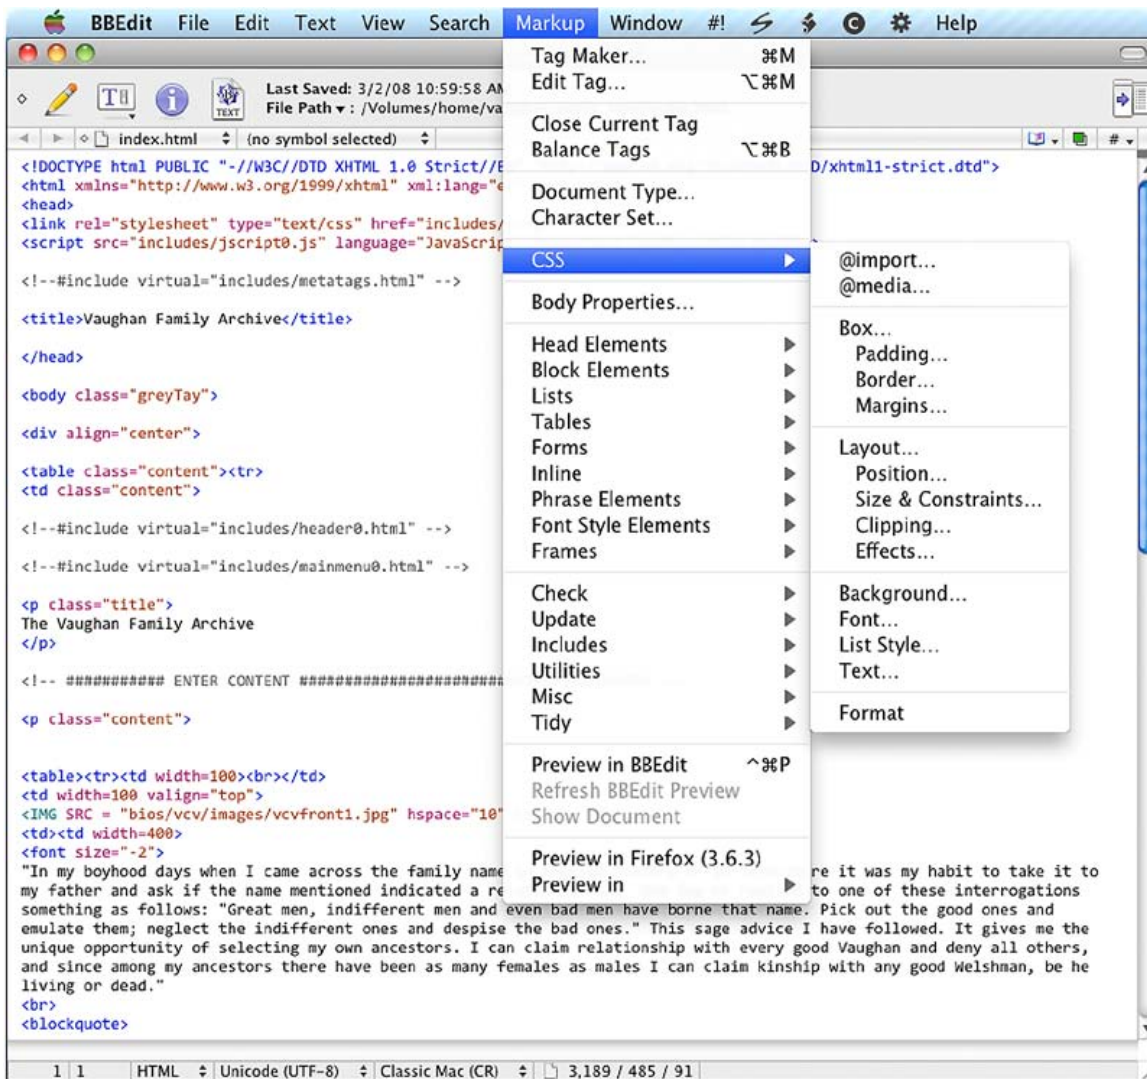 BBEdit File Edit Text View Search Markup Window #! Help
Last Saved: 3/2/08 10:59:58 AM
File Path ▾ : /Volumes/home/va
TEXT
index.html (no symbol selected) #
<!DOCTYPE html PUBLIC "-//W3C//DTD XHTML 1.0 Strict//E D/xhtml1-strict.dtd">
<html xmlns="http://www.w3.org/1999/xhtml" xml:lang="e
<head>
<link rel="stylesheet" type="text/css" href="includes/
<script src="includes/jscript0.js" language="JavaScrip
<!--#include virtual="includes/metatags.html" -->
<title>Vaughan Family Archive</title>
</head>
<body class="greyTay">
<div align="center">
<table class="content"><tr>
<td class="content">
<!--#include virtual="includes/header0.html" -->
<!--#include virtual="includes/mainmenu0.html" -->
<p class="title">
The Vaughan Family Archive
</p>
<!-- ########### ENTER CONTENT #######################
<p class="content">
<table><tr><td width=100><br></td>
<td width=100 valign="top">
<IMG SRC = "bios/vcv/images/vcvfront1.jpg" hspace="10"
<td><td width=400>
<font size="-2">
"In my boyhood days when I came across the family name re it was my habit to take it to
my father and ask if the name mentioned indicated a re to one of these interrogations
something as follows: "Great men, indifferent men and even bad men have borne that name. Pick out the good ones and
emulate them; neglect the indifferent ones and despise the bad ones." This sage advice I have followed. It gives me the
unique opportunity of selecting my own ancestors. I can claim relationship with every good Vaughan and deny all others,
and since among my ancestors there have been as many females as males I can claim kinship with any good Welshman, be he
living or dead."
<br>
<blockquote>
Tag Maker... ⌘M
Edit Tag... ⌥⌘M
Close Current Tag
Balance Tags ⌥⌘B
Document Type...
Character Set...
CSS
Body Properties...
Head Elements
Block Elements
Lists
Tables
Forms
Inline
Phrase Elements
Font Style Elements
Frames
Check
Update
Includes
Utilities
Misc
Tidy
Preview in BBEdit ^⌘P
Refresh BBEdit Preview
Show Document
Preview in Firefox (3.6.3)
Preview in
@import...
@media...
Box...
Padding...
Border...
Margins...
Layout...
Position...
Size & Constraints...
Clipping...
Effects...
Background...
Font...
List Style...
Text...
Format
1 1 HTML Unicode (UTF-8) Classic Mac (CR) 3,189 / 485 / 91